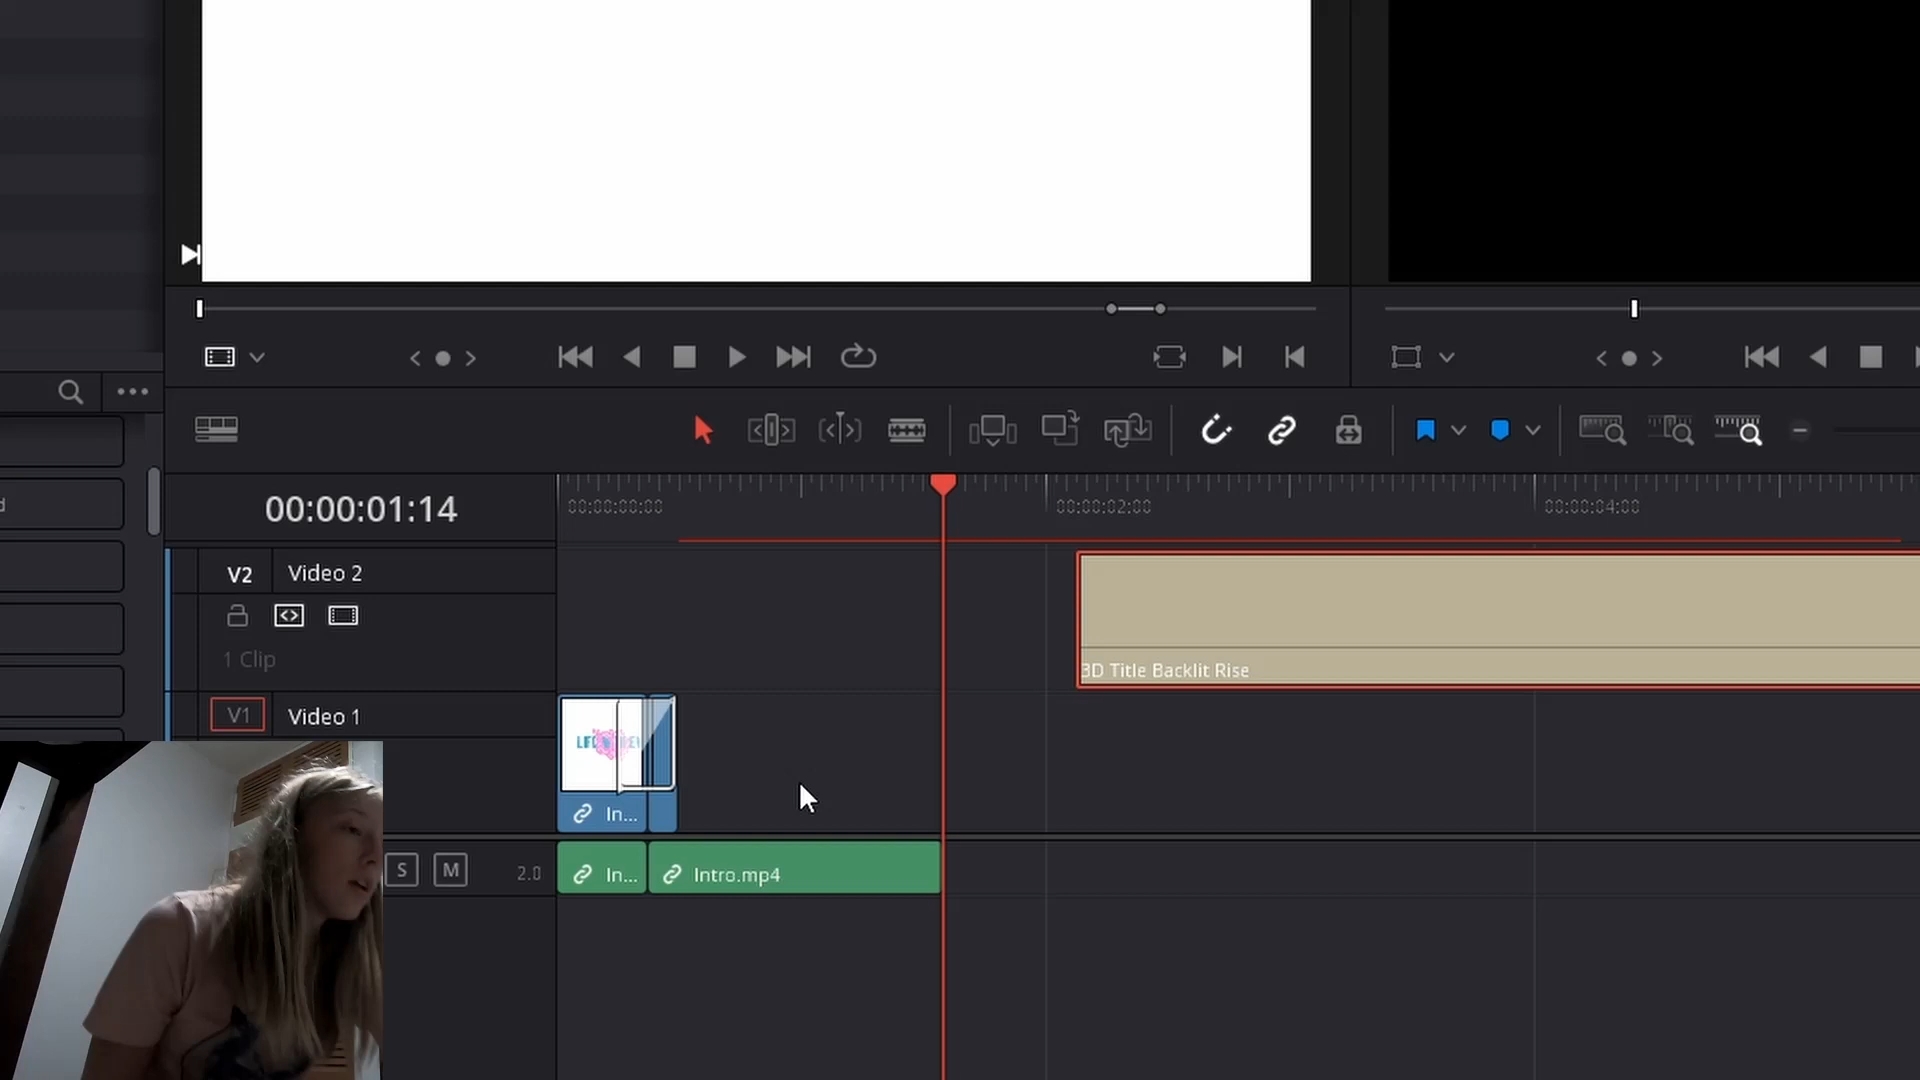 00:00:01:14
00:00:00:00
00:00:02:00
00:00:04:00
V2 Video 2
1 Clip
3D Title Backlit Rise
V1 Video 1
In...
S M 2.0
In...
Intro.mp4